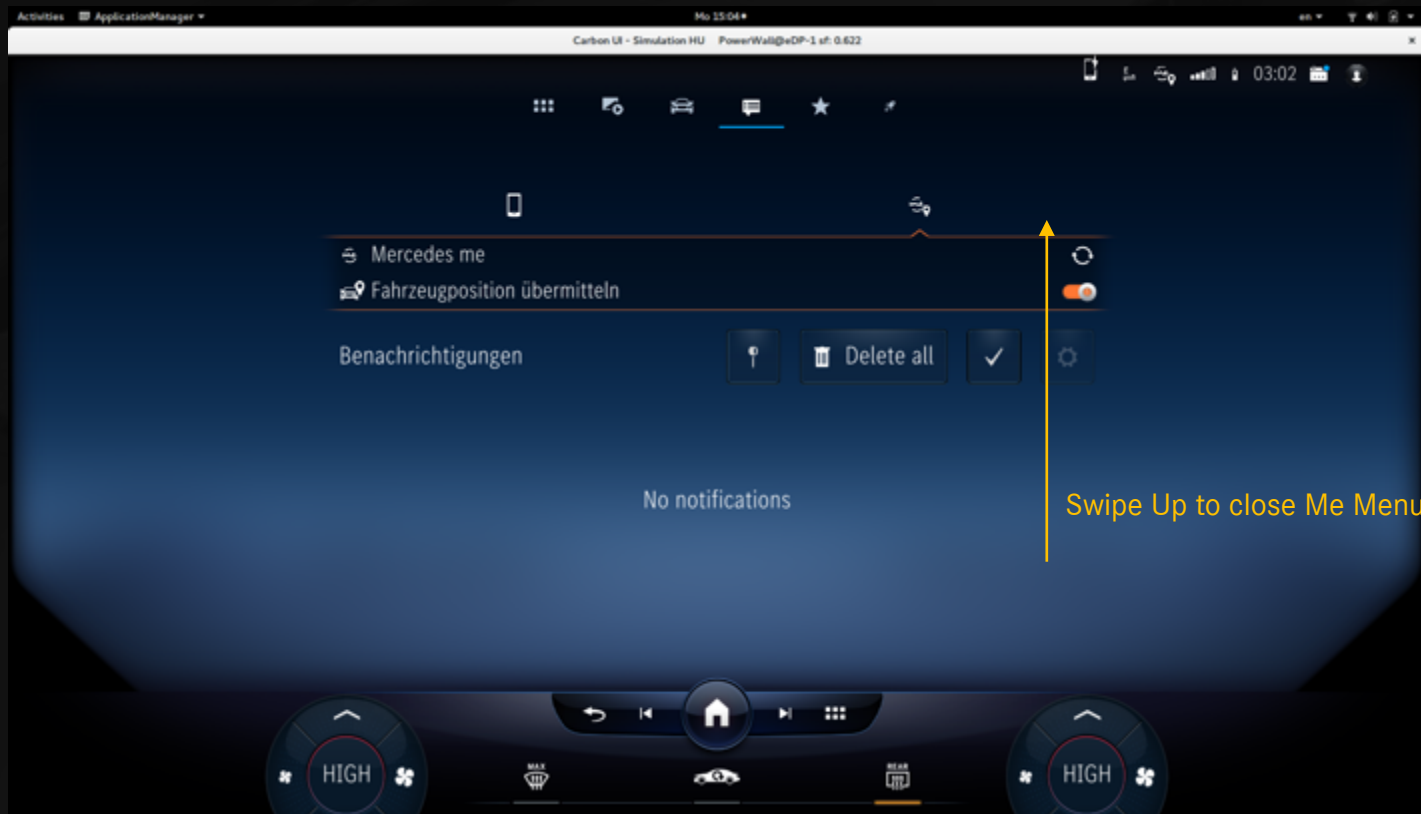 Activities ApplicationManager Mo 15:04 en
Carbon UI - Simulation HU PowerWall@eDP-1 sf: 0.622
03:02
Mercedes me
Fahrzeugposition übermitteln
Benachrichtigungen Delete all
No notifications
Swipe Up to close Me Menu
HIGH MAX REAR HIGH